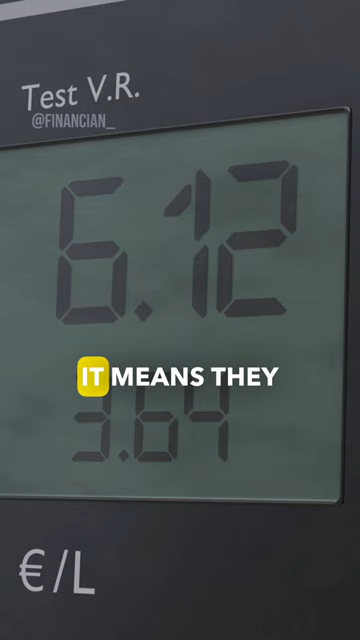 Test V.R.
@FINANCIAN_
6.12
IT MEANS THEY
3.64
€/L